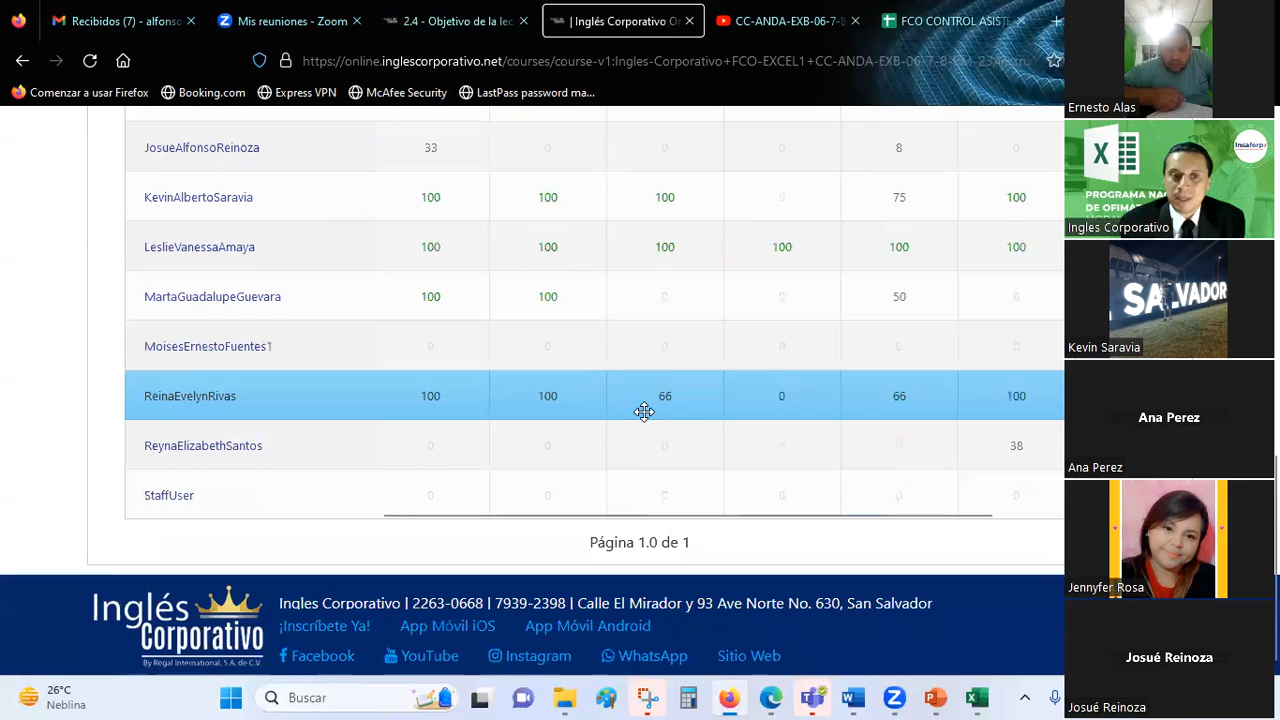 Recibidos (7) - alfonso
Mis reuniones - Zoom
2.4 - Objetivo de la lec
| Inglés Corporativo On
CC-ANDA-EXB-06-7-8
FCO CONTROL ASIST
https://online.inglescorporativo.net/courses/course-v1:Ingles-Corporativo+FCO-EXCEL1+CC-ANDA-EXB-06-7-8
Comenzar a usar Firefox
Booking.com
Express VPN
McAfee Security
LastPass password ma...
JosueAlfonsoReinoza 33 0 0 0 8 0
KevinAlbertoSaravia 100 100 100 0 75 100
LeslieVanessaAmaya 100 100 100 100 100 100
MartaGuadalupeGuevara 100 100 0 0 50 0
MoisesErnestoFuentes1 0 0 0 0 0 0
ReinaEvelynRivas 100 100 66 0 66 100
ReynaElizabethSantos 0 0 0 0 0 38
StaffUser 0 0 0 0 0 0
Página 1.0 de 1
Inglés
Corporativo
By Regal International, S.A. de C.V.
Ingles Corporativo | 2263-0668 | 7939-2398 | Calle El Mirador y 93 Ave Norte No. 630, San Salvador
¡Inscríbete Ya! App Móvil iOS App Móvil Android
Facebook YouTube Instagram WhatsApp Sitio Web
26°C
Neblina
Buscar
Ernesto Alas
X
Insaforp
PROGRAMA NA
DE OFIMAT
Ingles Corporativo
SALVADOR
Kevin Saravia
Ana Perez
Ana Perez
Jennyfer Rosa
Josué Reinoza
Josué Reinoza